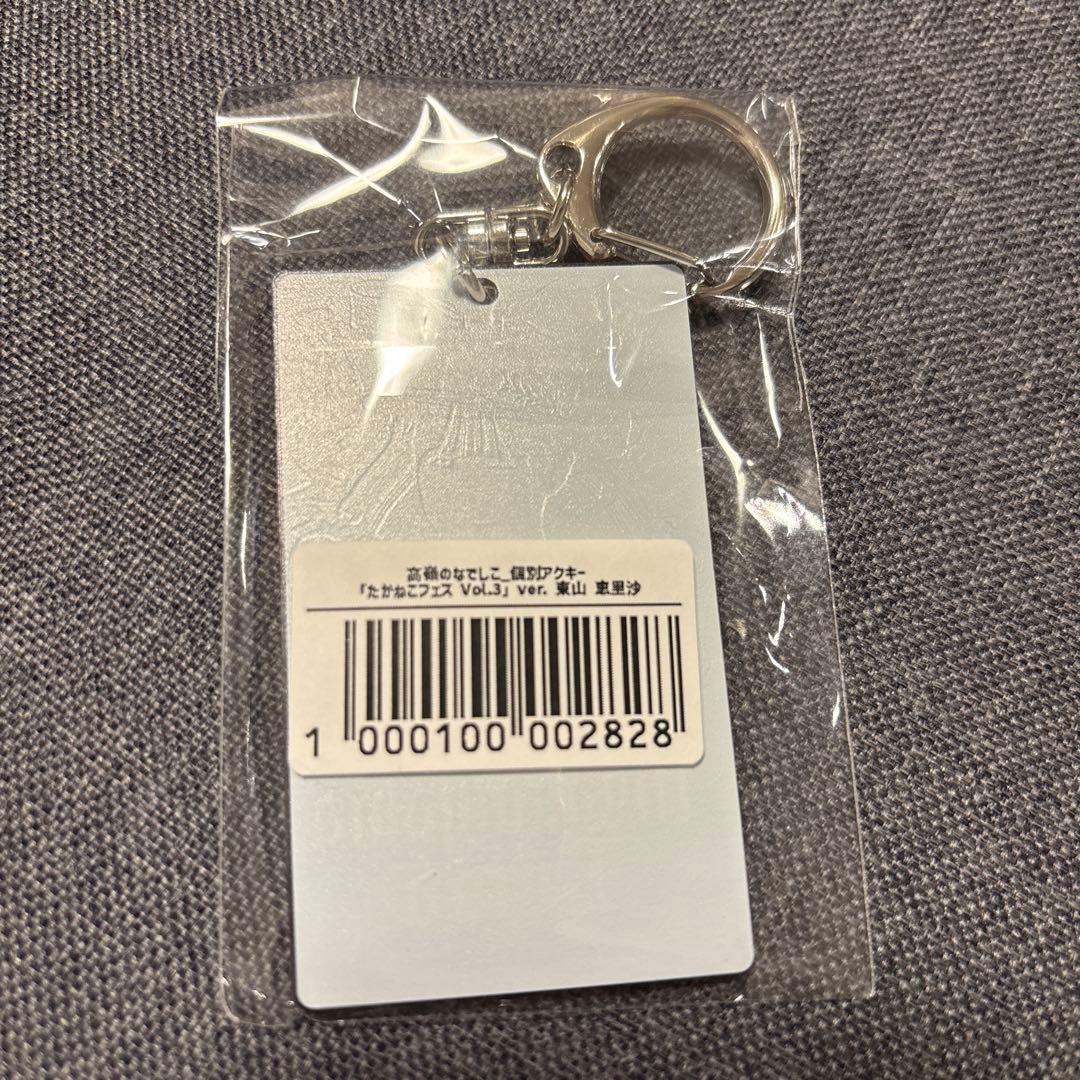 高嶺のなでしこ_個別アクキー
「たかねこフェス Vol.3」 ver. 東山 恵里沙
1 000100 002828